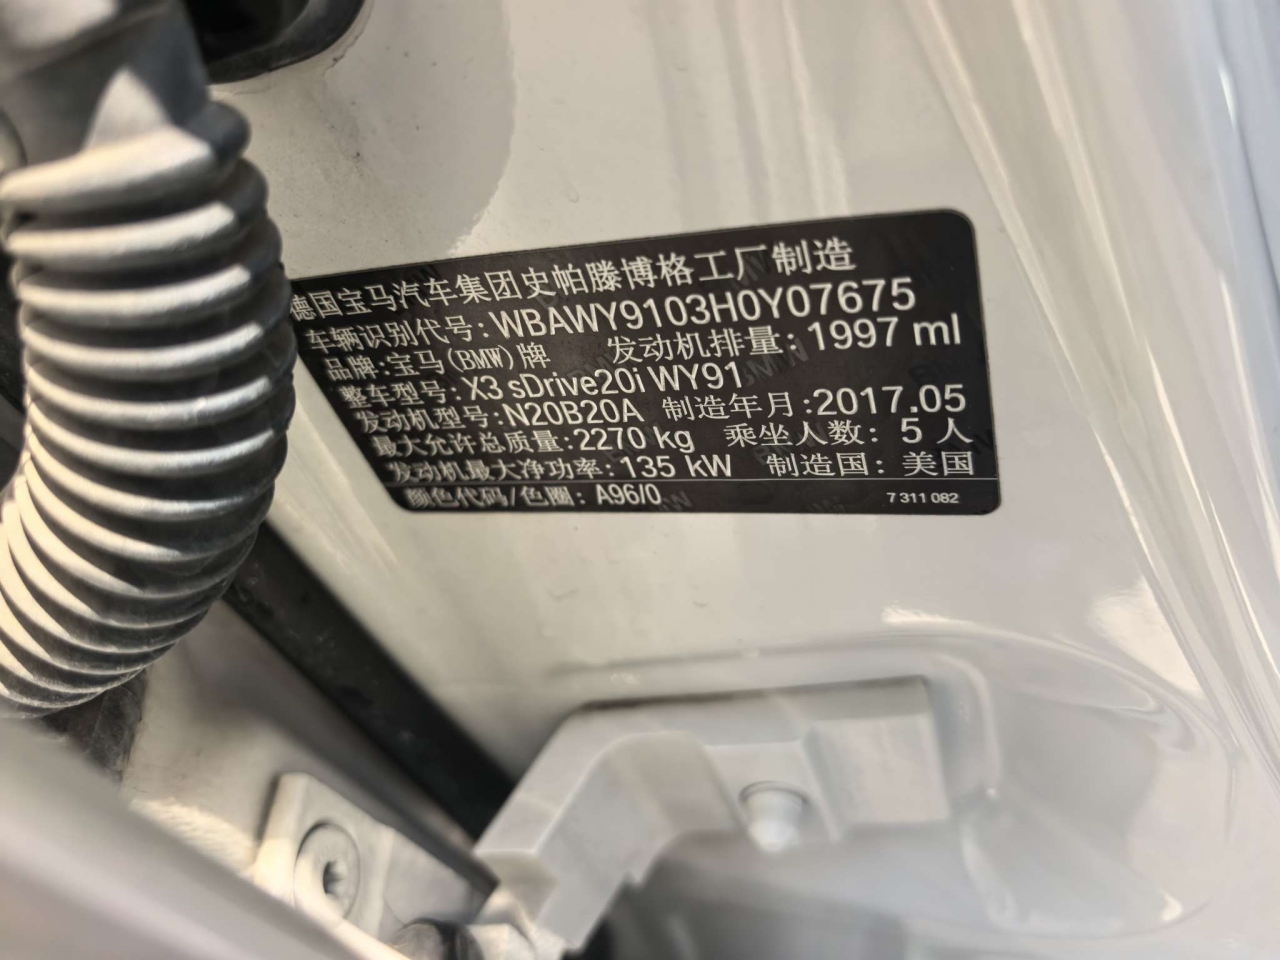 德国宝马汽车集团史帕滕博格工厂制造
车辆识别代号: WBAWY9103H0Y07675
品牌: 宝马(BMW)牌 发动机排量: 1997 ml
整车型号: X3 sDrive20i WY91
发动机型号: N20B20A 制造年月: 2017.05
最大允许总质量: 2270 kg 乘坐人数: 5 人
发动机最大净功率: 135 kW 制造国: 美国
颜色代码/色圈: A96/0 7 311 082